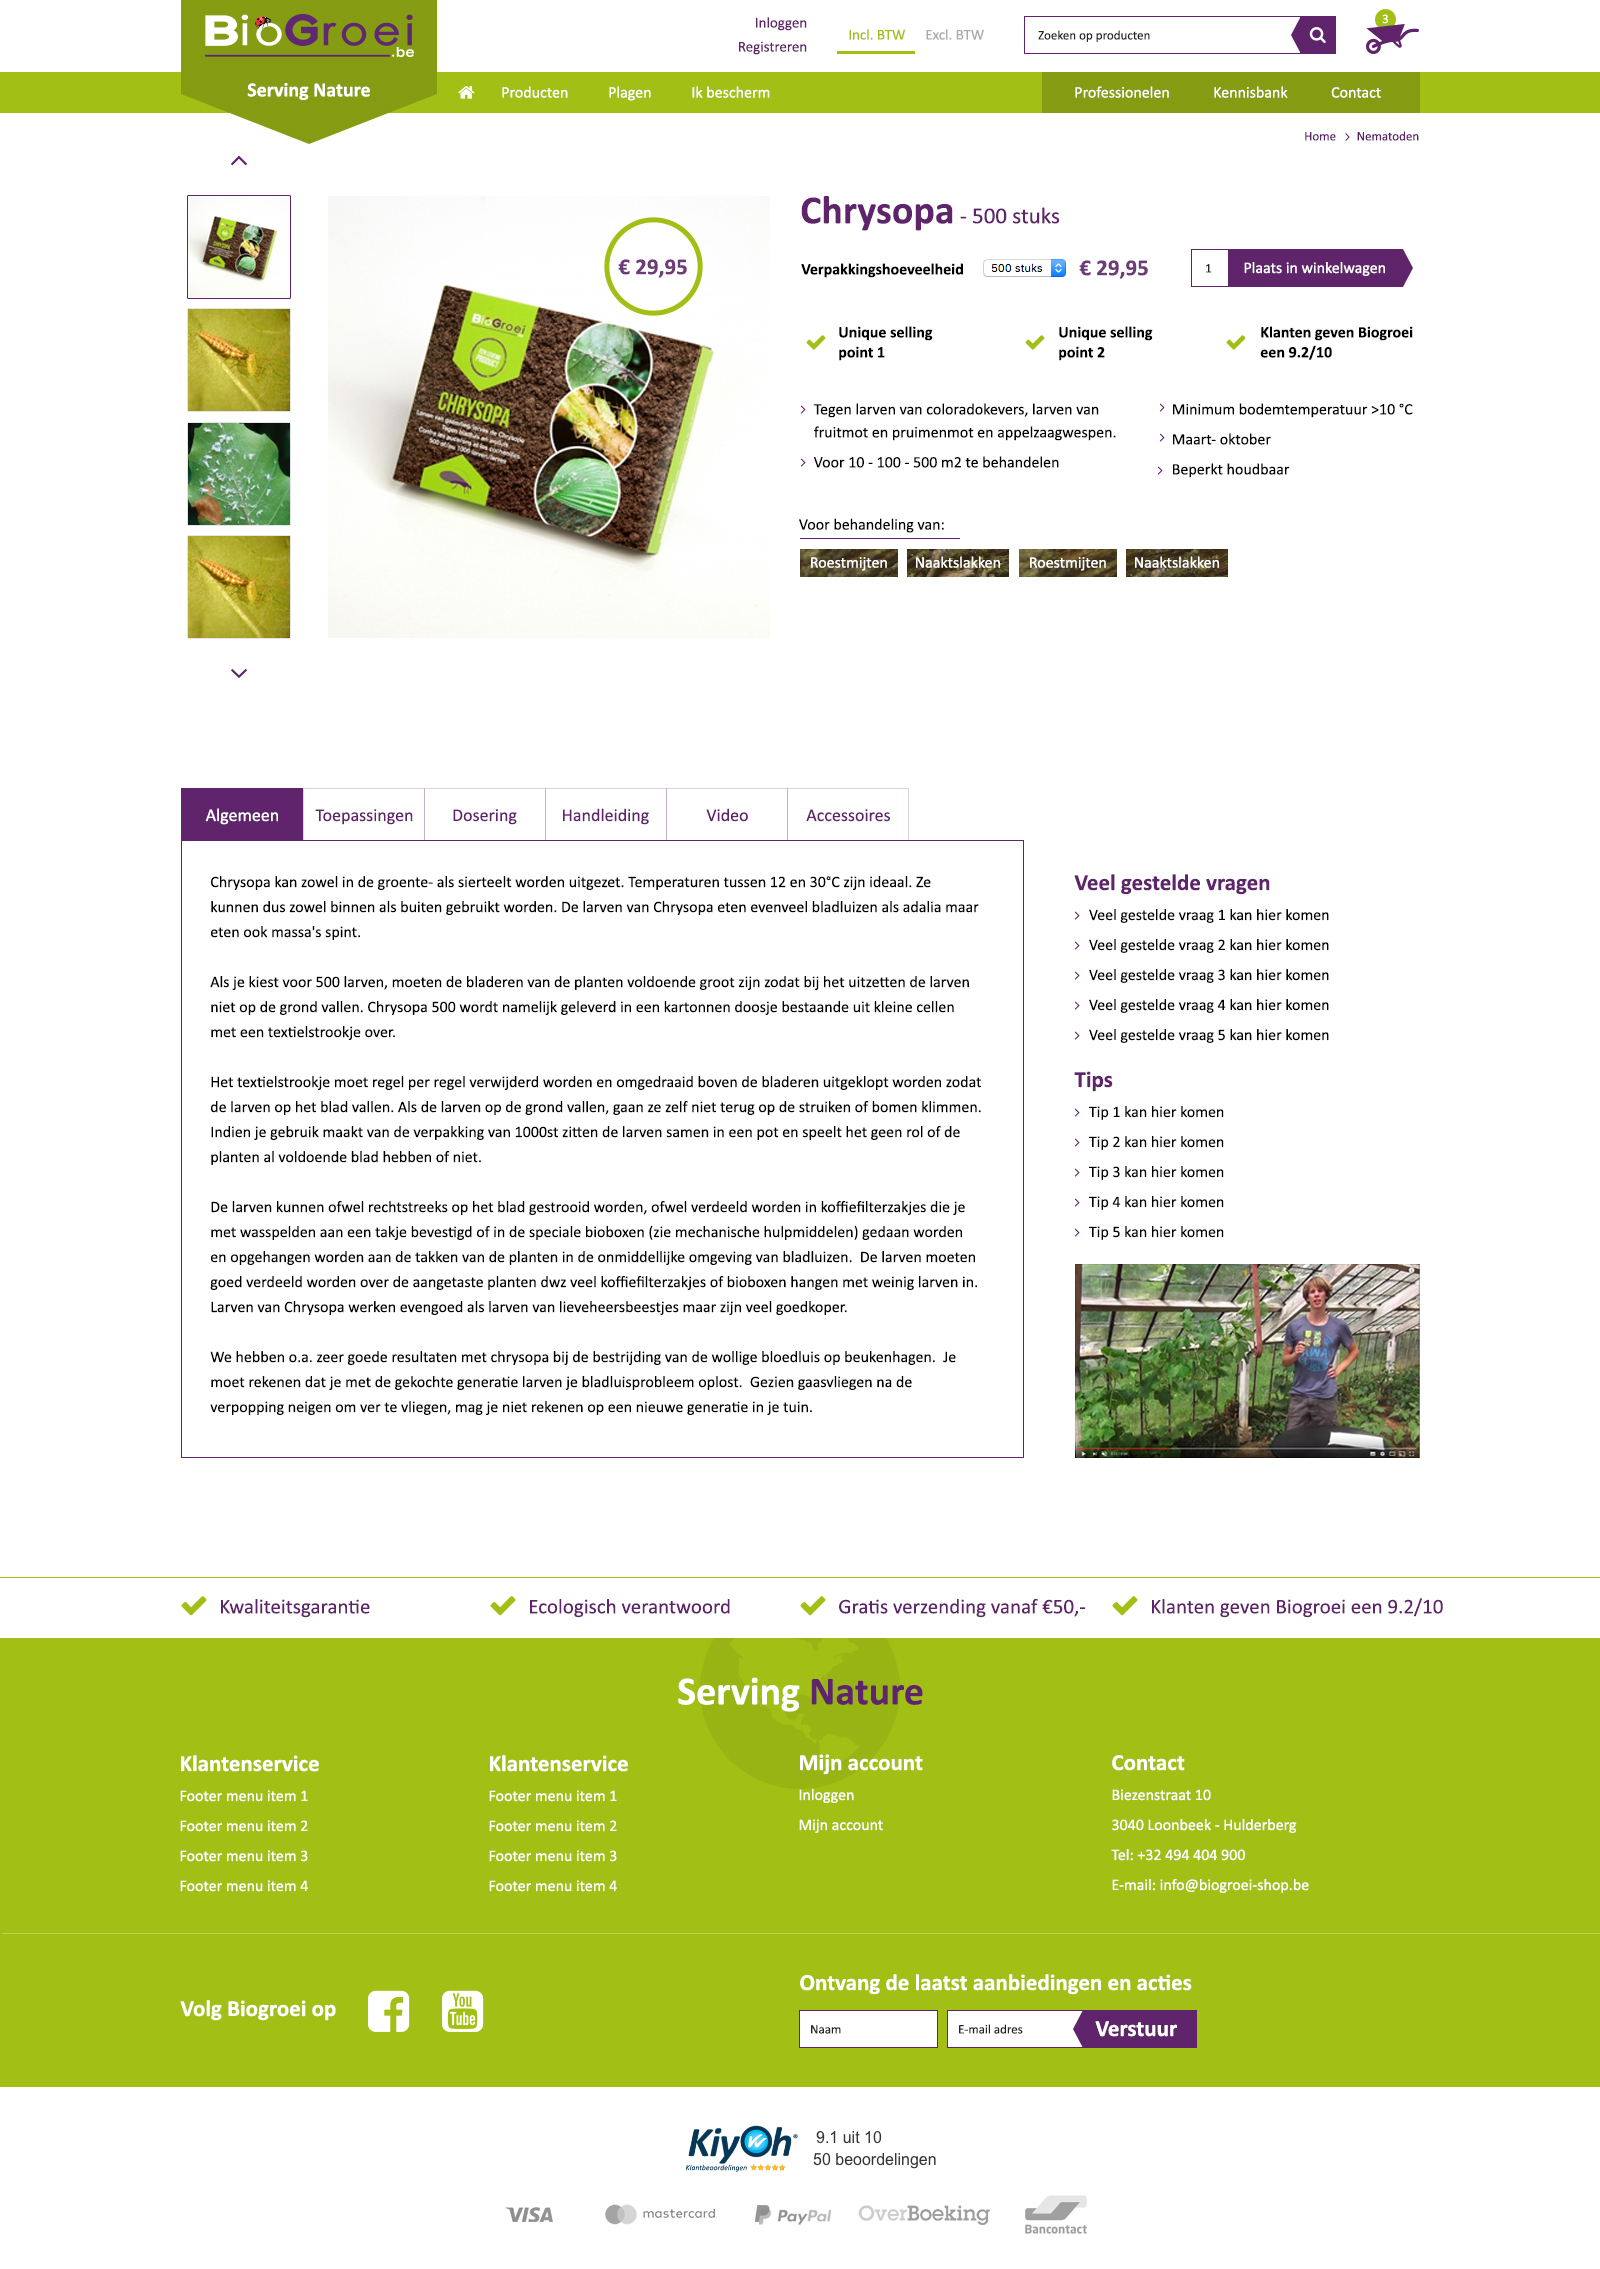 BioGroei
.be
Serving Nature
Inloggen
Registreren
Incl. BTW
Excl. BTW
Zoeken op producten
3
Producten
Plagen
Ik bescherm
Professionelen
Kennisbank
Contact
Home > Nematoden
€ 29,95
BioGroei
CHRYSOPA
Chrysopa - 500 stuks
Verpakkingshoeveelheid
500 stuks
€ 29,95
1
Plaats in winkelwagen
Unique selling
point 1
Unique selling
point 2
Klanten geven Biogroei
een 9.2/10
Tegen larven van coloradokevers, larven van
fruitmot en pruimenmot en appelzaagwespen.
Voor 10 - 100 - 500 m2 te behandelen
Minimum bodemtemperatuur >10 °C
Maart- oktober
Beperkt houdbaar
Voor behandeling van:
Roestmijten
Naaktslakken
Roestmijten
Naaktslakken
Algemeen
Toepassingen
Dosering
Handleiding
Video
Accessoires
Chrysopa kan zowel in de groente- als sierteelt worden uitgezet. Temperaturen tussen 12 en 30°C zijn ideaal. Ze
kunnen dus zowel binnen als buiten gebruikt worden. De larven van Chrysopa eten evenveel bladluizen als adalia maar
eten ook massa's spint.
Als je kiest voor 500 larven, moeten de bladeren van de planten voldoende groot zijn zodat bij het uitzetten de larven
niet op de grond vallen. Chrysopa 500 wordt namelijk geleverd in een kartonnen doosje bestaande uit kleine cellen
met een textielstrookje over.
Het textielstrookje moet regel per regel verwijderd worden en omgedraaid boven de bladeren uitgeklopt worden zodat
de larven op het blad vallen. Als de larven op de grond vallen, gaan ze zelf niet terug op de struiken of bomen klimmen.
Indien je gebruik maakt van de verpakking van 1000st zitten de larven samen in een pot en speelt het geen rol of de
planten al voldoende blad hebben of niet.
De larven kunnen ofwel rechtstreeks op het blad gestrooid worden, ofwel verdeeld worden in koffiefilterzakjes die je
met wasspelden aan een takje bevestigd of in de speciale bioboxen (zie mechanische hulpmiddelen) gedaan worden
en opgehangen worden aan de takken van de planten in de onmiddellijke omgeving van bladluizen. De larven moeten
goed verdeeld worden over de aangetaste planten dwz veel koffiefilterzakjes of bioboxen hangen met weinig larven in.
Larven van Chrysopa werken evengoed als larven van lieveheersbeestjes maar zijn veel goedkoper.
We hebben o.a. zeer goede resultaten met chrysopa bij de bestrijding van de wollige bloedluis op beukenhagen. Je
moet rekenen dat je met de gekochte generatie larven je bladluisprobleem oplost. Gezien gaasvliegen na de
verpopping neigen om ver te vliegen, mag je niet rekenen op een nieuwe generatie in je tuin.
Veel gestelde vragen
Veel gestelde vraag 1 kan hier komen
Veel gestelde vraag 2 kan hier komen
Veel gestelde vraag 3 kan hier komen
Veel gestelde vraag 4 kan hier komen
Veel gestelde vraag 5 kan hier komen
Tips
Tip 1 kan hier komen
Tip 2 kan hier komen
Tip 3 kan hier komen
Tip 4 kan hier komen
Tip 5 kan hier komen
Kwaliteitsgarantie
Ecologisch verantwoord
Gratis verzending vanaf €50,-
Klanten geven Biogroei een 9.2/10
Serving Nature
Klantenservice
Footer menu item 1
Footer menu item 2
Footer menu item 3
Footer menu item 4
Klantenservice
Footer menu item 1
Footer menu item 2
Footer menu item 3
Footer menu item 4
Mijn account
Inloggen
Mijn account
Contact
Biezenstraat 10
3040 Loonbeek - Hulderberg
Tel: +32 494 404 900
E-mail: info@biogroei-shop.be
Volg Biogroei op
You
Tube
Ontvang de laatst aanbiedingen en acties
Naam
E-mail adres
Verstuur
KiyOh
Klantbeoordelingen
9.1 uit 10
50 beoordelingen
VISA
mastercard
PayPal
OverBoeking
Bancontact